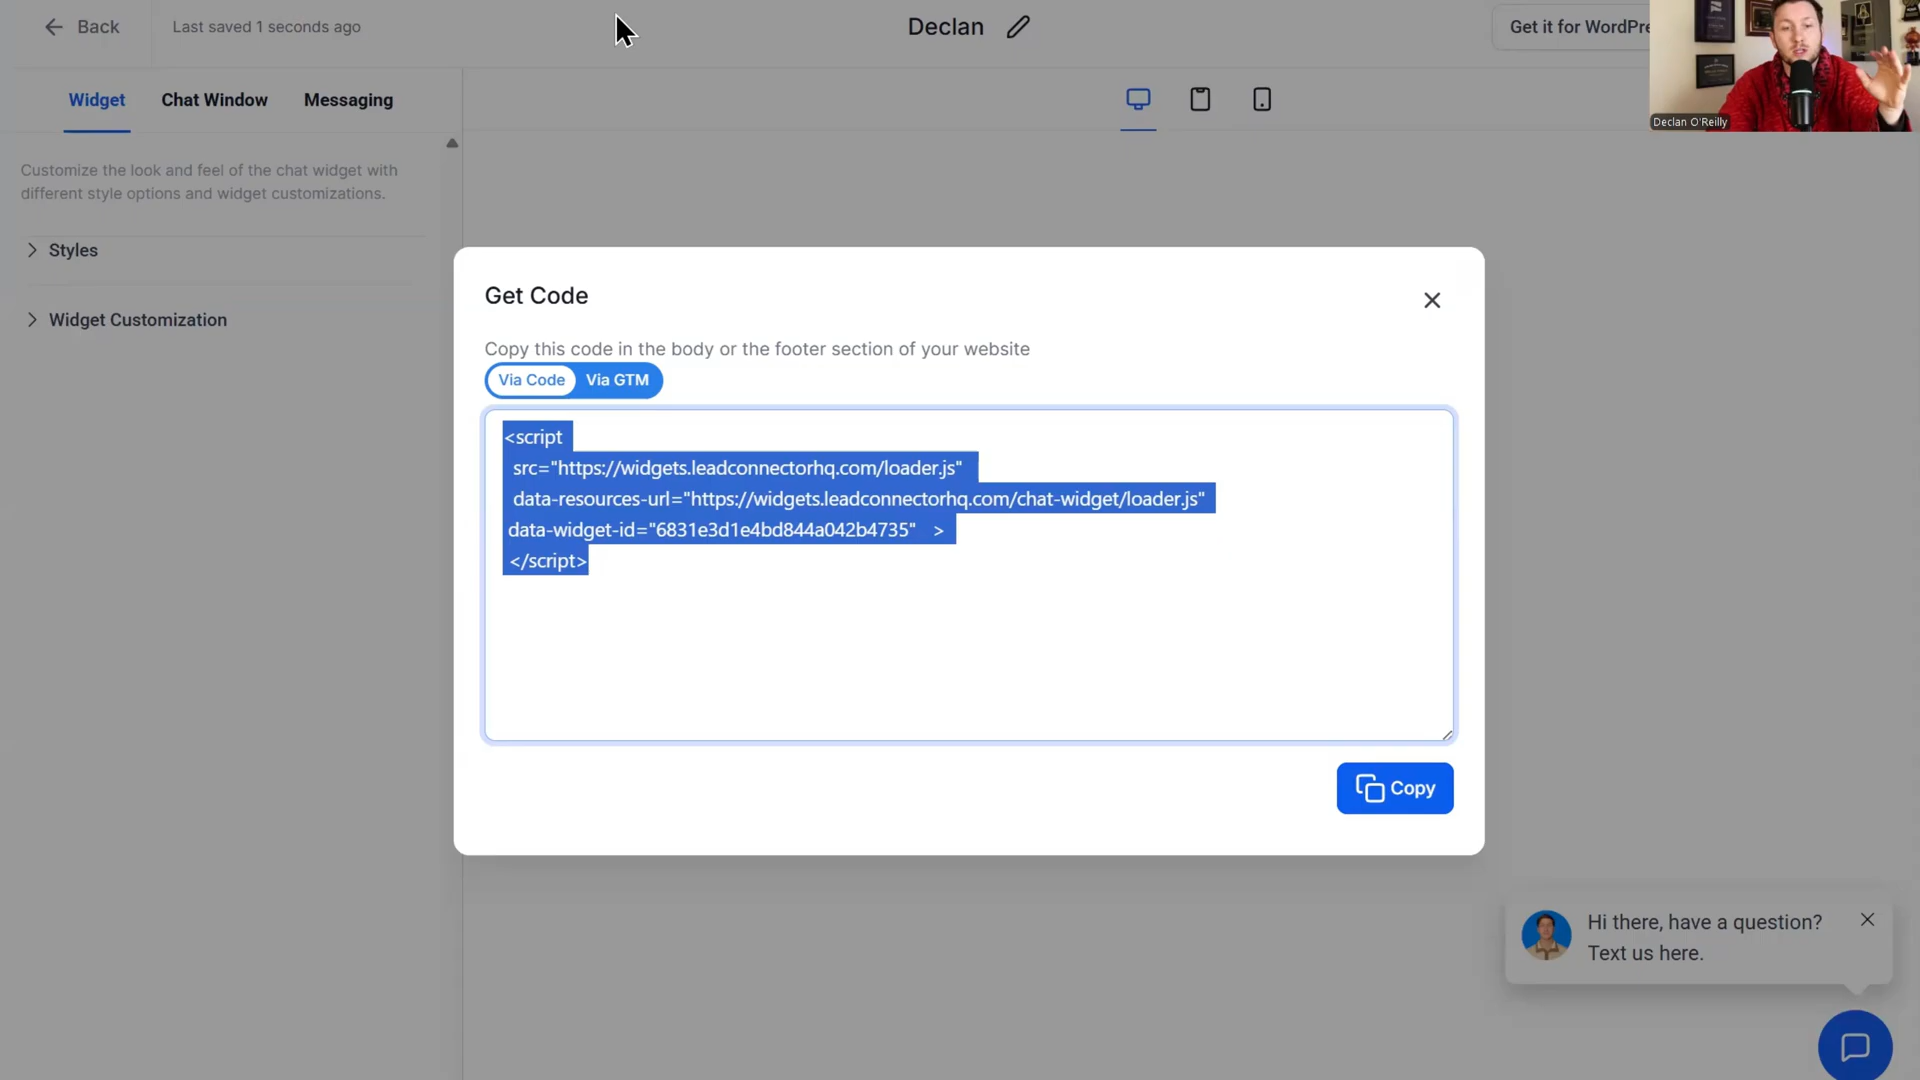 Back
Last saved 1 seconds ago
Declan
Get it for WordPre
Declan O'Reilly
Widget
Chat Window
Messaging
Customize the look and feel of the chat widget with
different style options and widget customizations.
Styles
Widget Customization
Get Code
Copy this code in the body or the footer section of your website
Via Code
Via GTM
<script
src="https://widgets.leadconnectorhq.com/loader.js"
data-resources-url="https://widgets.leadconnectorhq.com/chat-widget/loader.js"
data-widget-id="6831e3d1e4bd844a042b4735" >
</script>
Copy
Hi there, have a question?
Text us here.